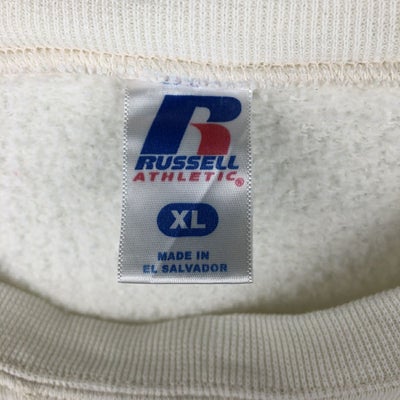 RUSSELL
ATHLETIC®
XL
MADE IN
EL SALVADOR